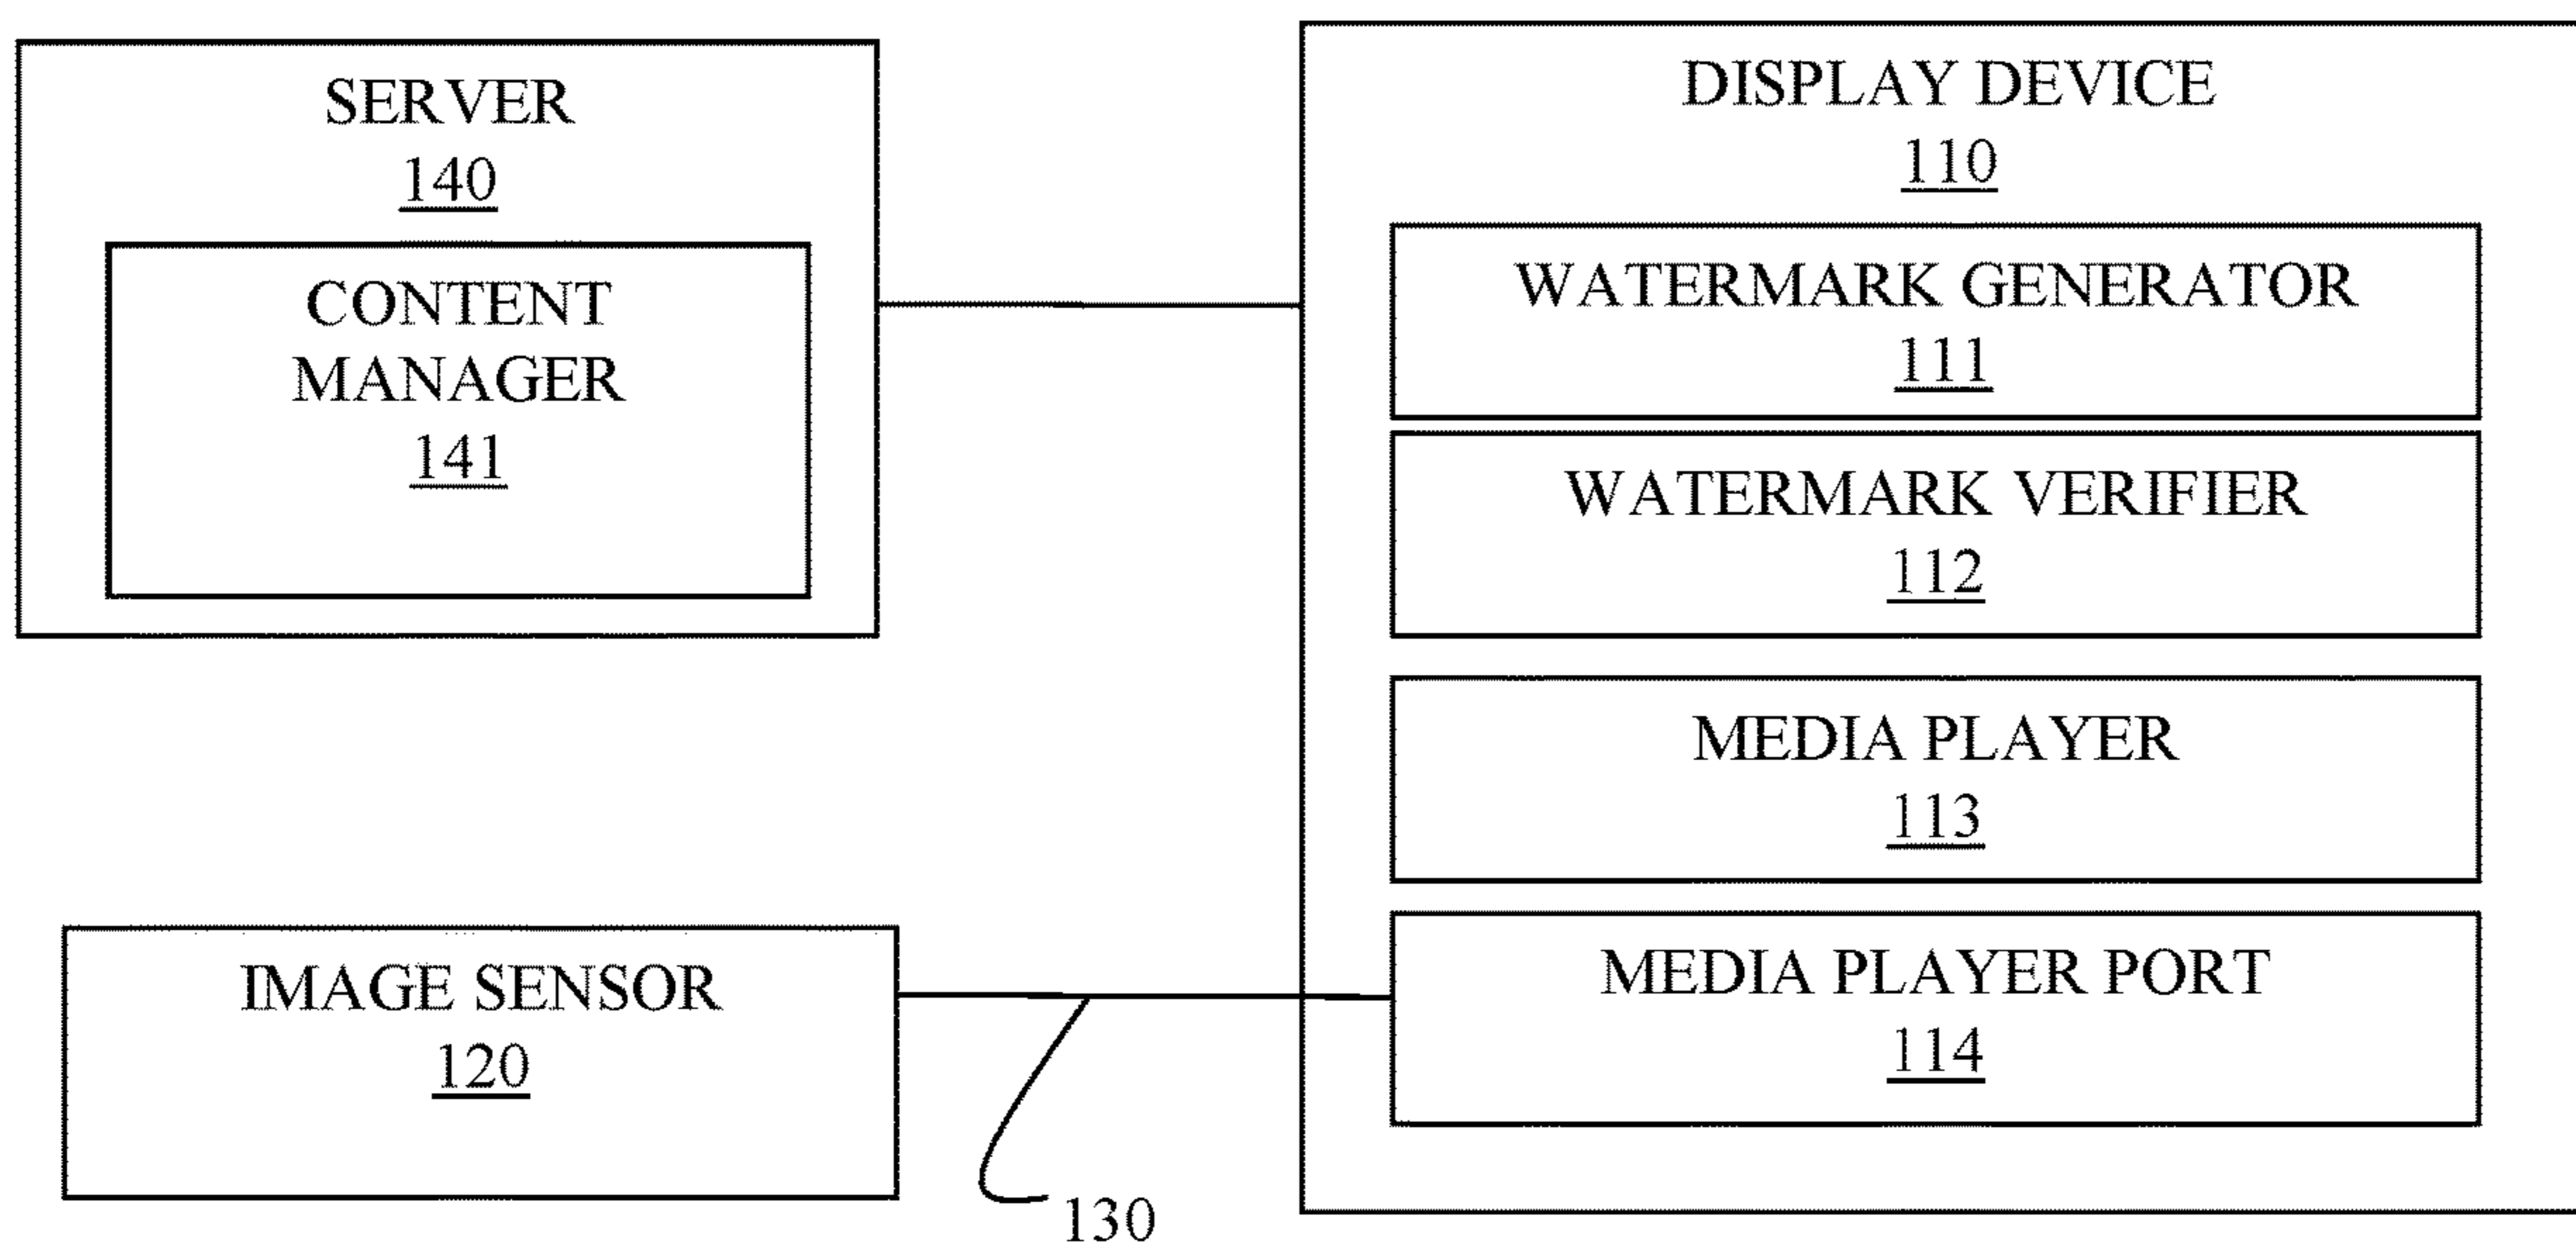 SERVER
140
CONTENT
MANAGER
141
DISPLAY DEVICE
110
WATERMARK GENERATOR
111
WATERMARK VERIFIER
112
MEDIA PLAYER
113
MEDIA PLAYER PORT
114
IMAGE SENSOR
120
130